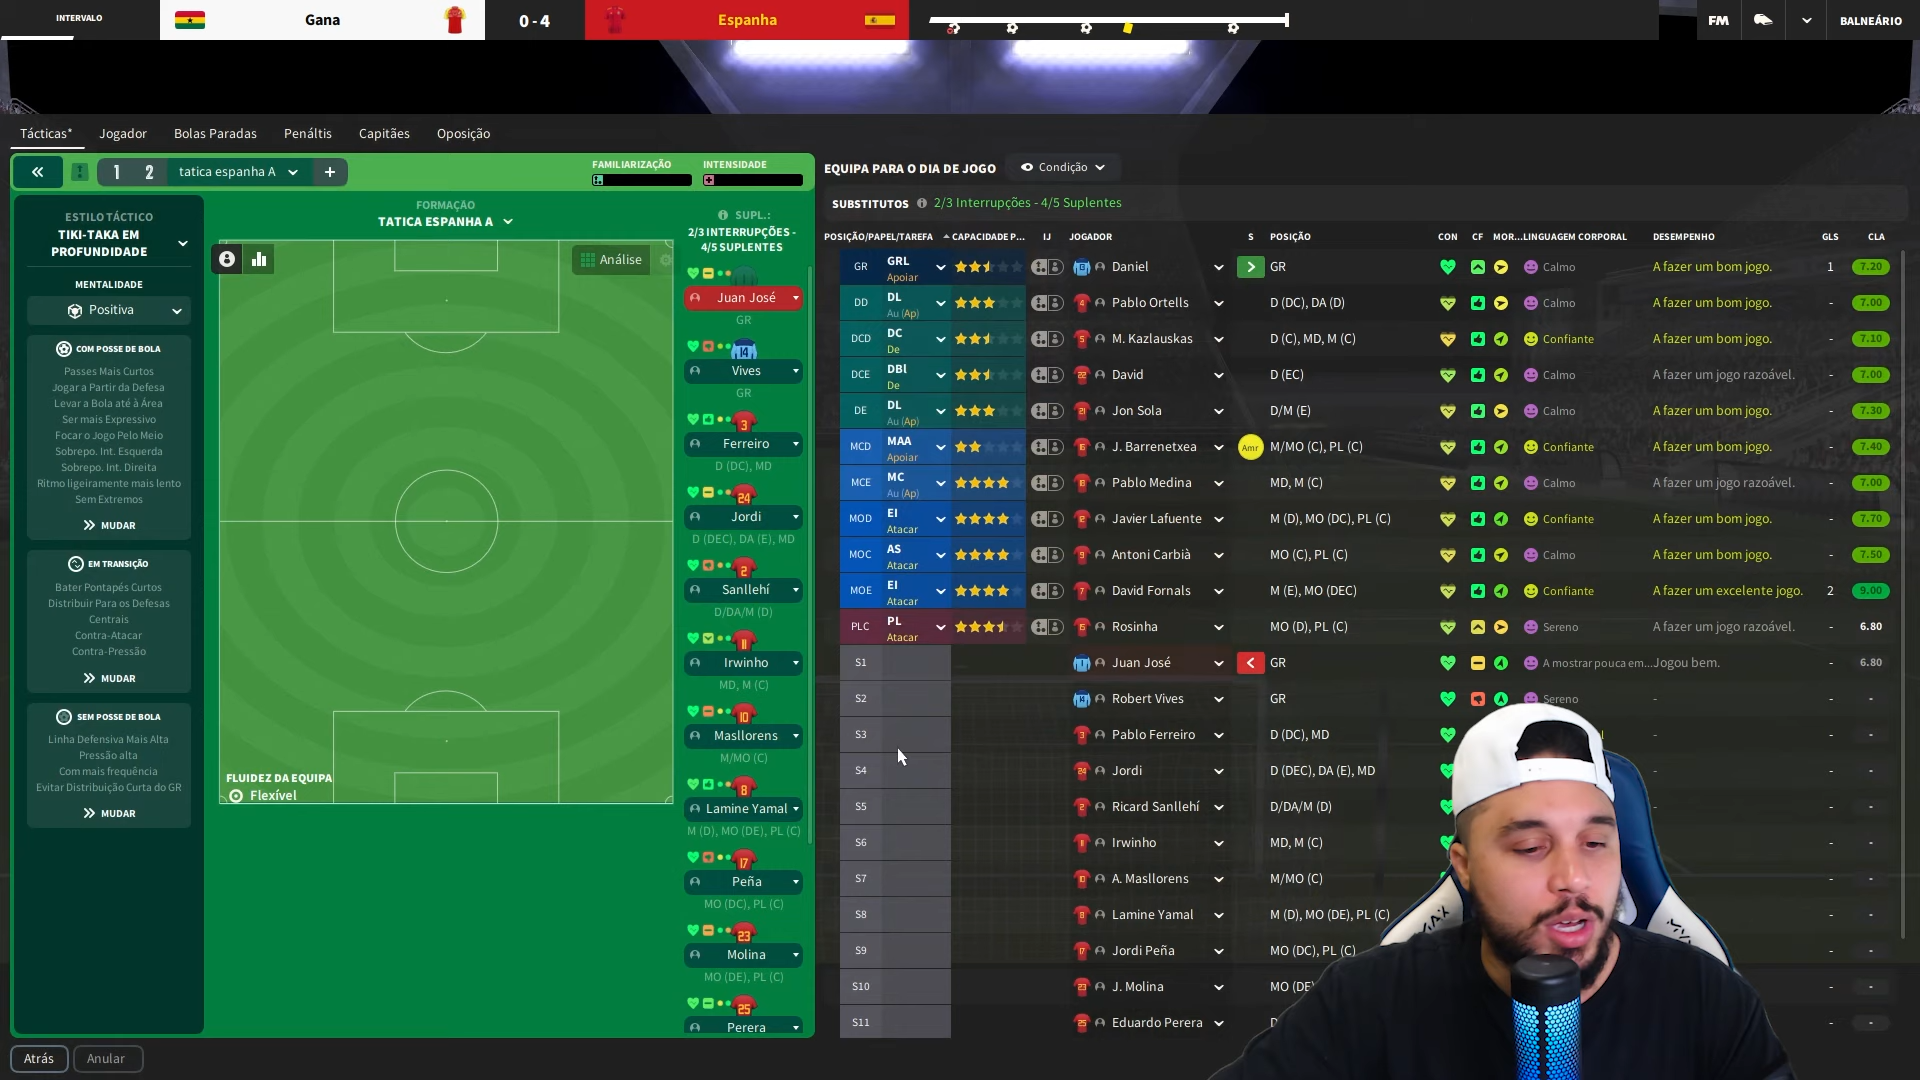 INTERVALO
Gana
0 - 4
Espanha
FM
BALNEÁRIO
Tácticas*
Jogador
Bolas Paradas
Penáltis
Capitães
Oposição
1
2
tatica espanha A
FAMILIARIZAÇÃO
INTENSIDADE
ESTILO TÁCTICO
TIKI-TAKA EM
PROFUNDIDADE
MENTALIDADE
Positiva
COM POSSE DE BOLA
Passes Mais Curtos
Jogar a Partir da Defesa
Levar a Bola até à Área
Ser mais Expressivo
Focar o Jogo Pelo Meio
Sobrepo. Int. Esquerda
Sobrepo. Int. Direita
Ritmo ligeiramente mais lento
Sem Extremos
MUDAR
EM TRANSIÇÃO
Bater Pontapés Curtos
Distribuir Para os Defesas
Centrais
Contra-Atacar
Contra-Pressão
MUDAR
SEM POSSE DE BOLA
Linha Defensiva Mais Alta
Pressão alta
Com mais frequência
Evitar Distribuição Curta do GR
MUDAR
FORMAÇÃO
TATICA ESPANHA A
Análise
FLUIDEZ DA EQUIPA
Flexível
SUPL.:
2/3 INTERRUPÇÕES -
4/5 SUPLENTES
Juan José
GR
14
Vives
GR
3
Ferreiro
D (DC), MD
24
Jordi
D (DEC), DA (E), MD
2
Sanllehí
D/DA/M (D)
11
Irwinho
MD, M (C)
10
Masllorens
M/MO (C)
8
Lamine Yamal
M (D), MO (DE), PL (C)
17
Peña
MO (DC), PL (C)
23
Molina
MO (DE), PL (C)
25
Perera
EQUIPA PARA O DIA DE JOGO
Condição
SUBSTITUTOS
2/3 Interrupções - 4/5 Suplentes
POSIÇÃO/PAPEL/TAREFA CAPACIDADE P... IJ JOGADOR S POSIÇÃO CON CF MOR... LINGUAGEM CORPORAL DESEMPENHO GLS CLA
GR GRL Apoiar Daniel GR Calmo A fazer um bom jogo. 1 7.20
DD DL Au (Ap) Pablo Ortells D (DC), DA (D) Calmo A fazer um bom jogo. - 7.00
DCD DC De M. Kazlauskas D (C), MD, M (C) Confiante A fazer um bom jogo. - 7.10
DCE DBl De David D (EC) Calmo A fazer um jogo razoável. - 7.00
DE DL Au (Ap) Jon Sola D/M (E) Calmo A fazer um bom jogo. - 7.30
MCD MAA Apoiar J. Barrenetxea Amr M/MO (C), PL (C) Confiante A fazer um bom jogo. - 7.40
MCE MC Au (Ap) Pablo Medina MD, M (C) Calmo A fazer um jogo razoável. - 7.00
MOD EI Atacar Javier Lafuente M (D), MO (DC), PL (C) Confiante A fazer um bom jogo. - 7.70
MOC AS Atacar Antoni Carbià MO (C), PL (C) Calmo A fazer um bom jogo. - 7.50
MOE EI Atacar David Fornals M (E), MO (DEC) Confiante A fazer um excelente jogo. 2 9.00
PLC PL Atacar Rosinha MO (D), PL (C) Sereno A fazer um jogo razoável. - 6.80
S1 Juan José GR A mostrar pouca em... Jogou bem. - 6.80
S2 Robert Vives GR Sereno - - -
S3 Pablo Ferreiro D (DC), MD - - -
S4 Jordi D (DEC), DA (E), MD - - -
S5 Ricard Sanllehí D/DA/M (D) - - -
S6 Irwinho MD, M (C) - -
S7 A. Masllorens M/MO (C) - -
S8 Lamine Yamal M (D), MO (DE), PL (C) - -
S9 Jordi Peña MO (DC), PL (C) - -
S10 J. Molina MO (DE - -
S11 Eduardo Perera D - -
Atrás
Anular